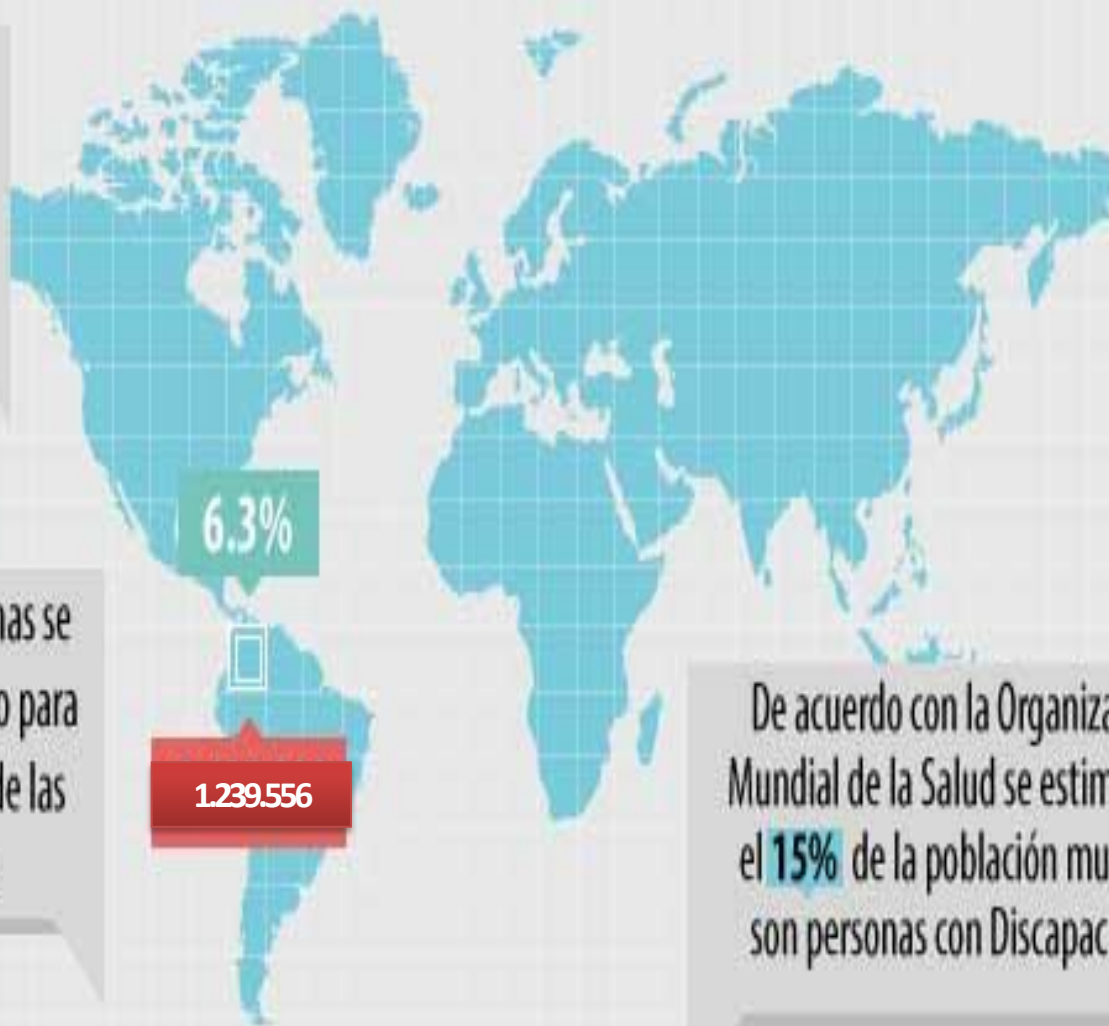 6.3%
nas se
o para
de las
1.239.556
De acuerdo con la Organiza
Mundial de la Salud se estim
el 15% de la población mu
son personas con Discapac